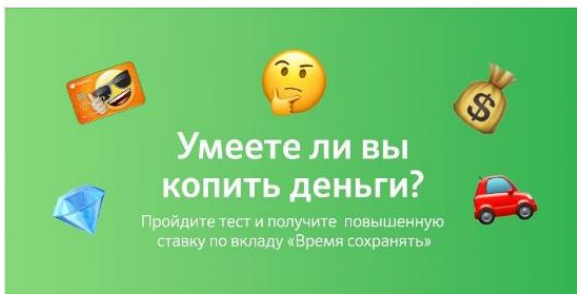 Умеете ли вы
копить деньги?
Пройдите тест и получите повышенную
ставку по вкладу «Время сохранять»